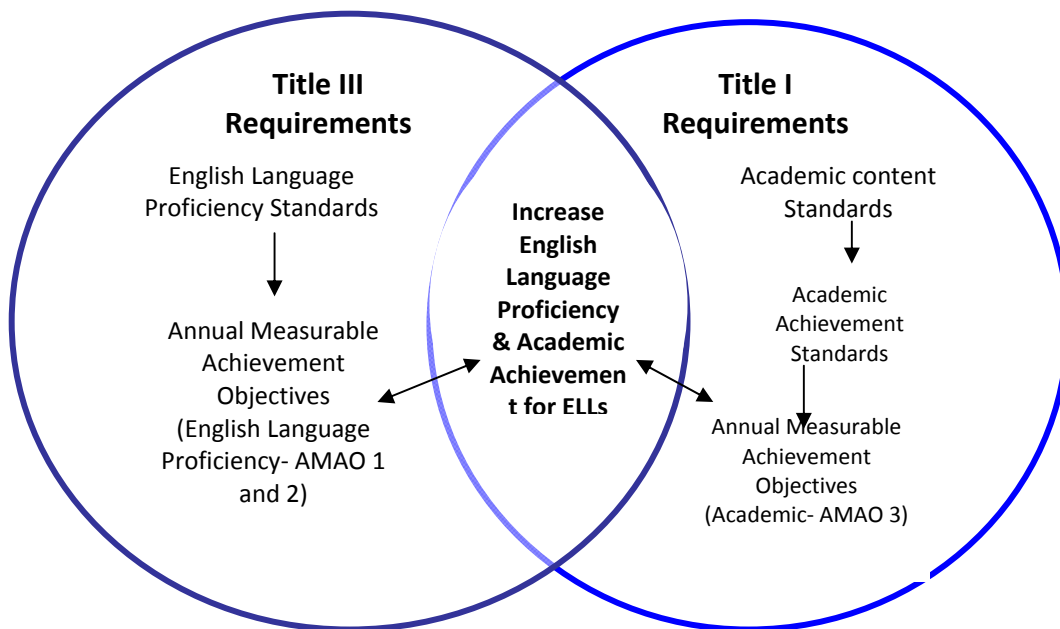 Title III
Requirements
English Language
Proficiency Standards
Annual Measurable
Achievement
Objectives
(English Language
Proficiency- AMAO 1
and 2)
Increase
English
Language
Proficiency
& Academic
Achievemen
t for ELLs
Title I
Requirements
Academic content
Standards
Academic
Achievement
Standards
Annual Measurable
Achievement
Objectives
(Academic- AMAO 3)